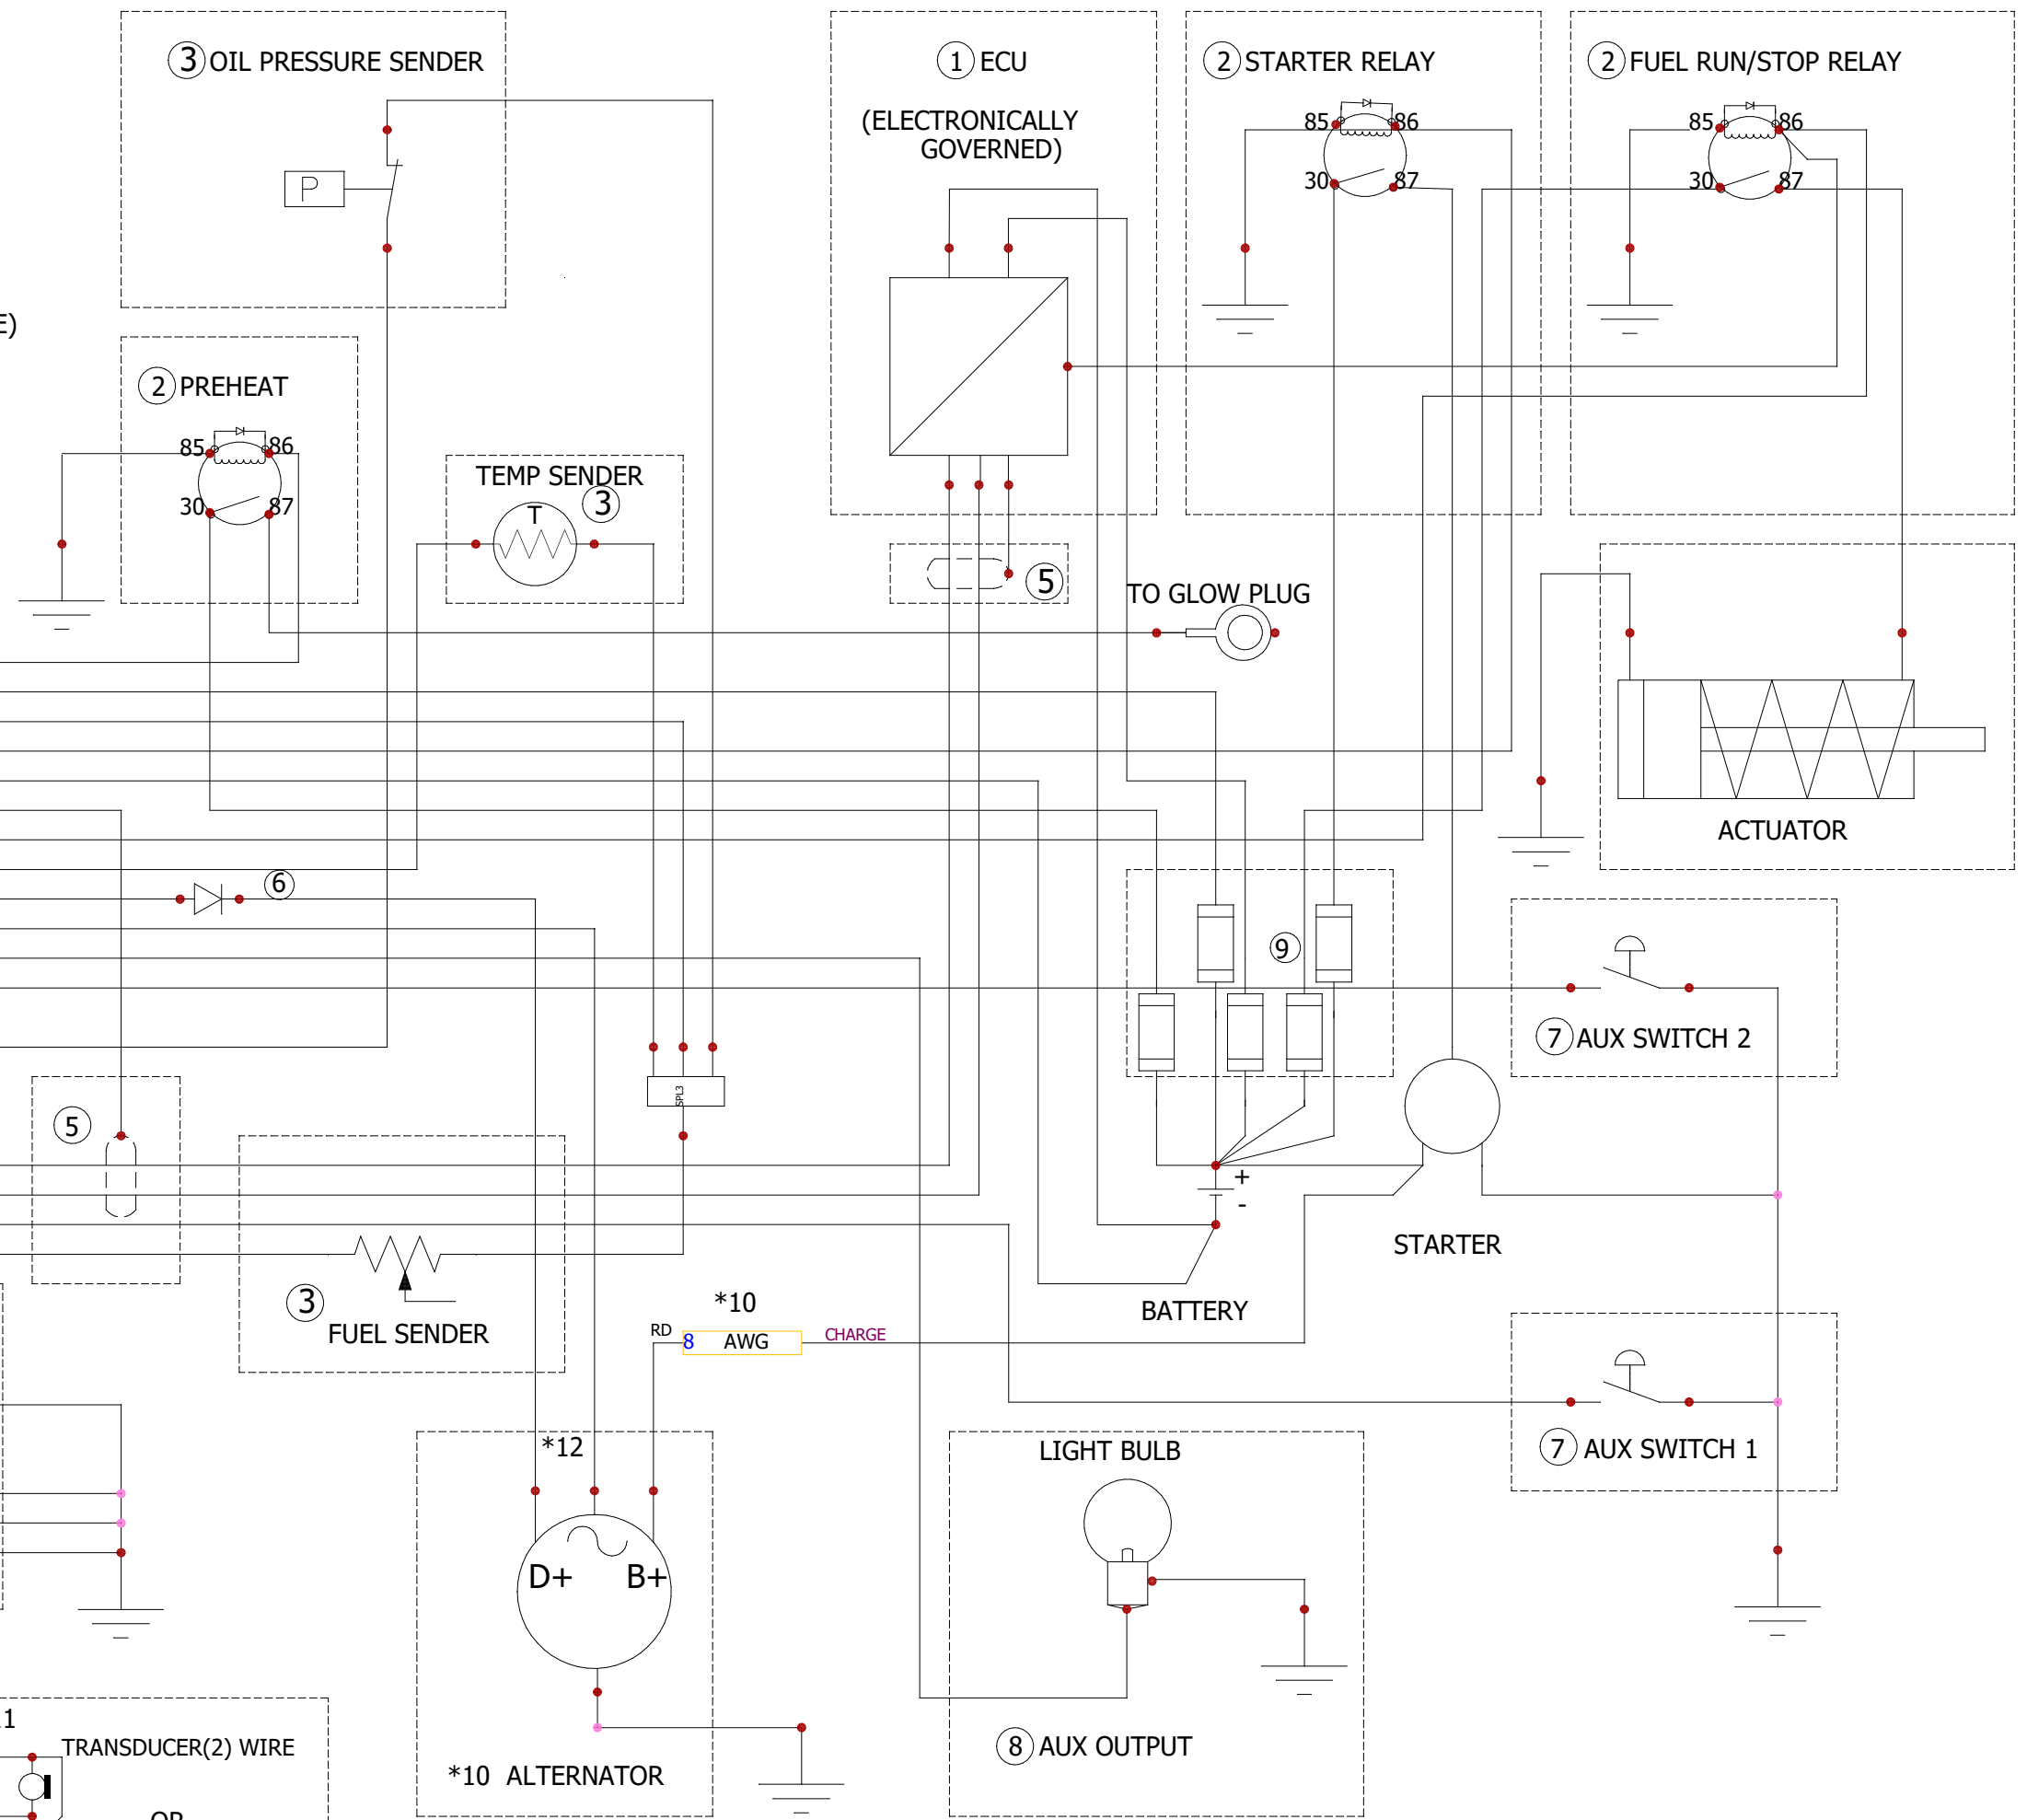 3 OIL PRESSURE SENDER
1 ECU
2 STARTER RELAY
2 FUEL RUN/STOP RELAY
(ELECTRONICALLY
GOVERNED)
85 86
30 87
85 86
30 87
P
E)
2 PREHEAT
85 86
30 87
TEMP SENDER
3
T
5
TO GLOW PLUG
ACTUATOR
6
9
7 AUX SWITCH 2
SPL3
5
+
-
STARTER
3
FUEL SENDER
BATTERY
*10
RD 8 AWG CHARGE
*12
LIGHT BULB
7 AUX SWITCH 1
D+ B+
8 AUX OUTPUT
*10 ALTERNATOR
11
TRANSDUCER(2) WIRE
OR